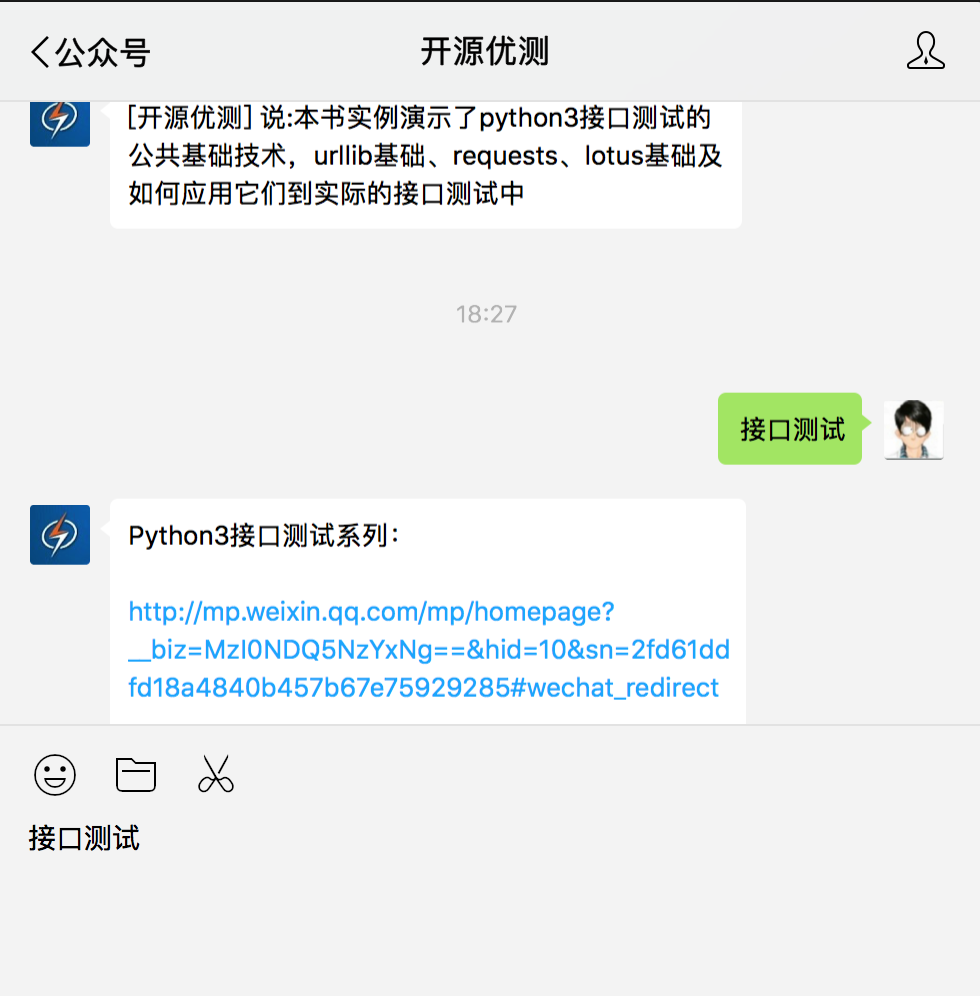 公众号
开源优测
[开源优测] 说:本书实例演示了python3接口测试的
公共基础技术，urllib基础、requests、lotus基础及
如何应用它们到实际的接口测试中
18:27
接口测试
Python3接口测试系列：
http://mp.weixin.qq.com/mp/homepage?
__biz=MzI0NDQ5NzYxNg==&hid=10&sn=2fd61dd
fd18a4840b457b67e75929285#wechat_redirect
接口测试